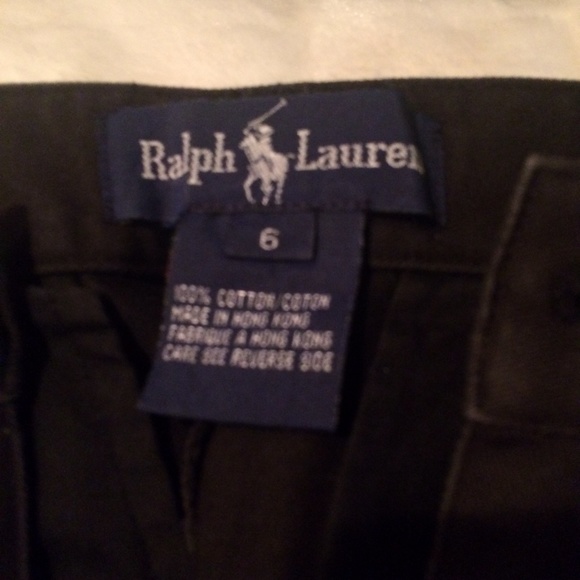 Ralph Lauren
6
100% COTTON/COTON
MADE IN HONG KONG
FABRIQUE A HONG KONG
CARE SEE REVERSE SIDE